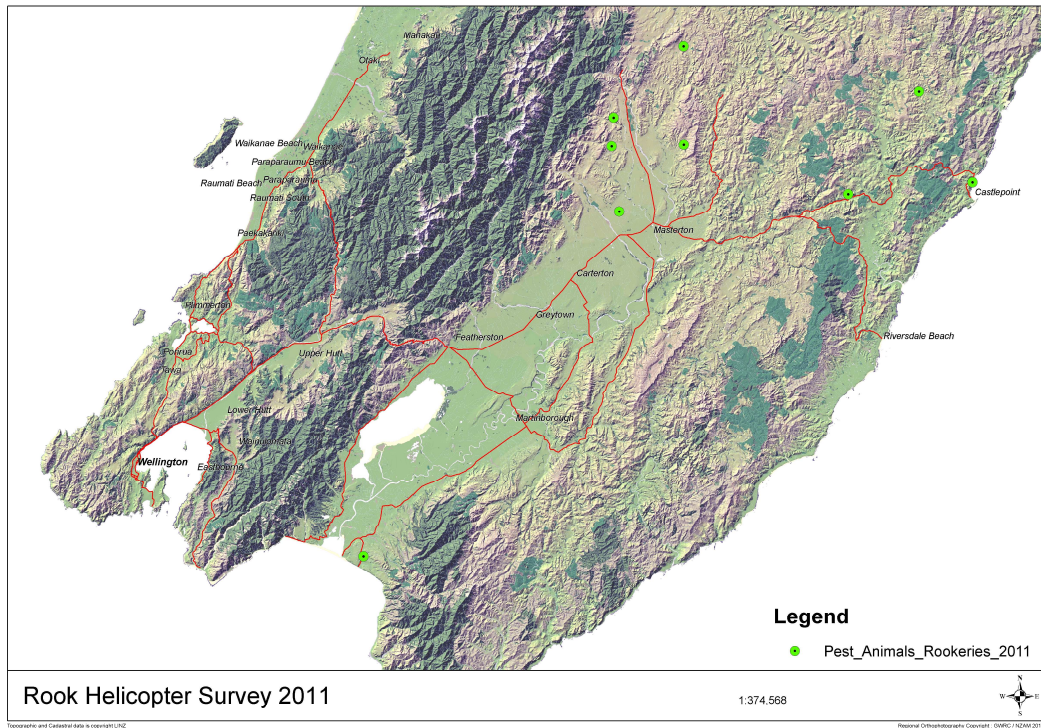 Manakau
Otaki
Waikanae Beach
Waikanae
Paraparaumu Beach
Raumati Beach
Paraparaumu
Raumati South
Paekakariki
Castlepoint
Masterton
Carterton
Plimmerton
Greytown
Featherston
Riversdale Beach
Porirua
Upper Hutt
Tawa
Lower Hutt
Martinborough
Wainuiomata
Wellington
Eastbourne
Legend
Pest_Animals_Rookeries_2011
Rook Helicopter Survey 2011
1:374,568
N
W E
S
Topographic and Cadastral data is copyright LINZ
Regional Orthophotography Copyright : GWRC / NZAM 201